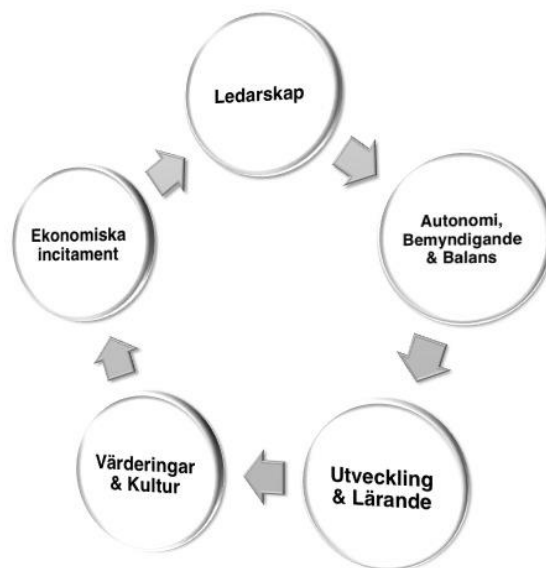 Ledarskap
Autonomi,
Bemyndigande
& Balans
Utveckling
& Lärande
Värderingar
& Kultur
Ekonomiska
incitament